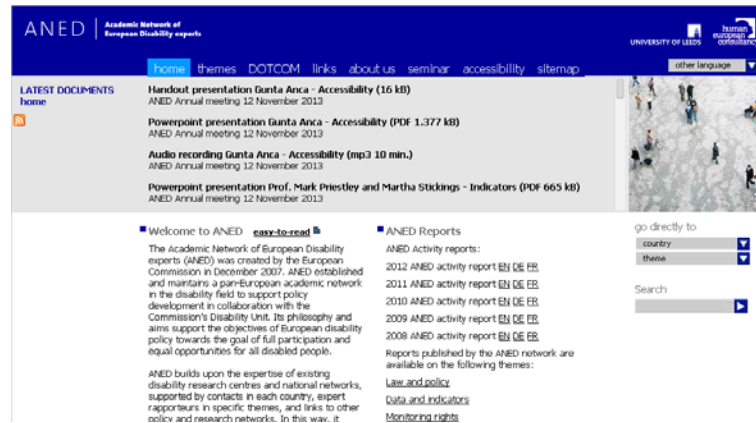 ANED
Academic Network of
European Disability experts
UNIVERSITY OF LEEDS
human
european
consultancy
home themes DOTCOM links about us seminar accessibility sitemap
other language
LATEST DOCUMENTS
home
Handout presentation Gunta Anca - Accessibility (16 kB)
ANED Annual meeting 12 November 2013
Powerpoint presentation Gunta Anca - Accessibility (PDF 1.377 kB)
ANED Annual meeting 12 November 2013
Audio recording Gunta Anca - Accessibility (mp3 10 min.)
ANED Annual meeting 12 November 2013
Powerpoint presentation Prof. Mark Priestley and Martha Stickings - Indicators (PDF 665 kB)
ANED Annual meeting 12 November 2013
Welcome to ANED easy-to-read
The Academic Network of European Disability
experts (ANED) was created by the European
Commission in December 2007. ANED established
and maintains a pan-European academic network
in the disability field to support policy
development in collaboration with the
Commission's Disability Unit. Its philosophy and
aims support the objectives of European disability
policy towards the goal of full participation and
equal opportunities for all disabled people.
ANED builds upon the expertise of existing
disability research centres and national networks,
supported by contacts in each country, expert
rapporteurs in specific themes, and links to other
policy and research networks. In this way, it
ANED Reports
ANED Activity reports:
2012 ANED activity report EN DE FR
2011 ANED activity report EN DE FR
2010 ANED activity report EN DE FR
2009 ANED activity report EN DE FR
2008 ANED activity report EN DE FR
Reports published by the ANED network are
available on the following themes:
Law and policy
Data and indicators
Monitoring rights
go directly to
country
theme
Search